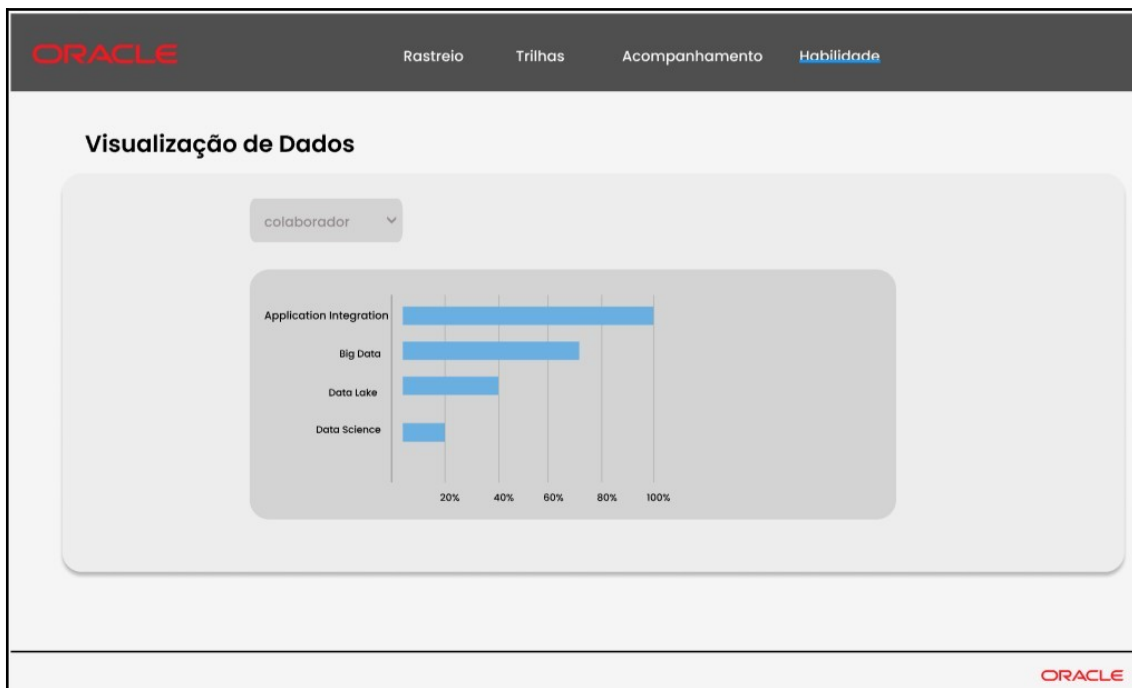 ORACLE
Rastreio Trilhas Acompanhamento Habilidade
Visualização de Dados
colaborador
Application Integration
Big Data
Data Lake
Data Science
20% 40% 60% 80% 100%
ORACLE